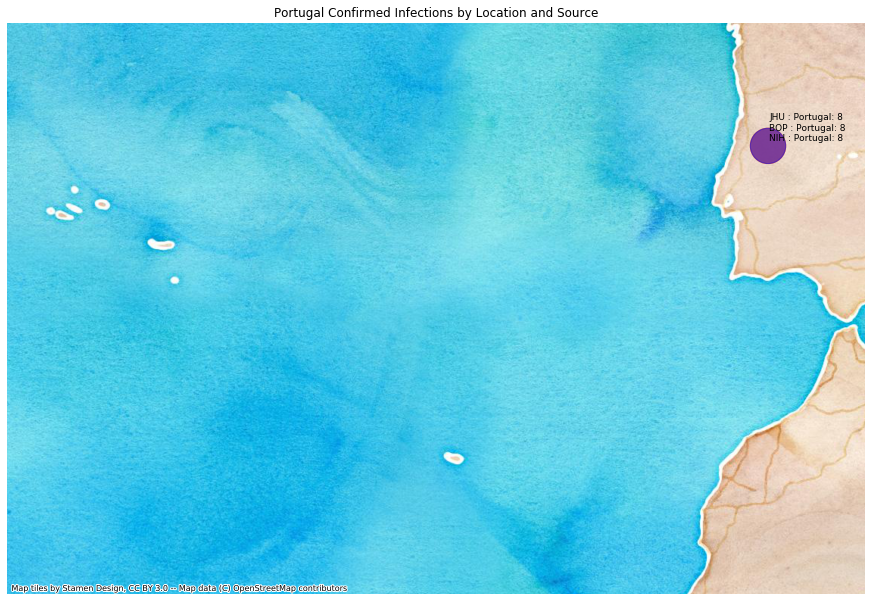 Portugal Confirmed Infections by Location and Source
JHU : Portugal: 8
BOP : Portugal: 8
NIH : Portugal: 8
Map tiles by Stamen Design, CC BY 3.0 -- Map data (C) OpenStreetMap contributors